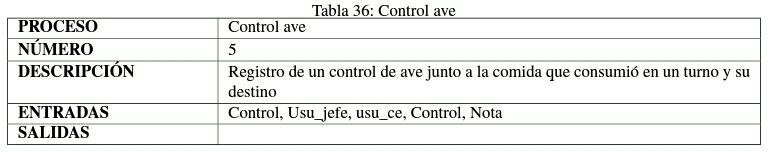 Tabla 36: Control ave
PROCESO Control ave
NÚMERO 5
DESCRIPCIÓN Registro de un control de ave junto a la comida que consumió en un turno y su
destino
ENTRADAS Control, Usu_jefe, usu_ce, Control, Nota
SALIDAS